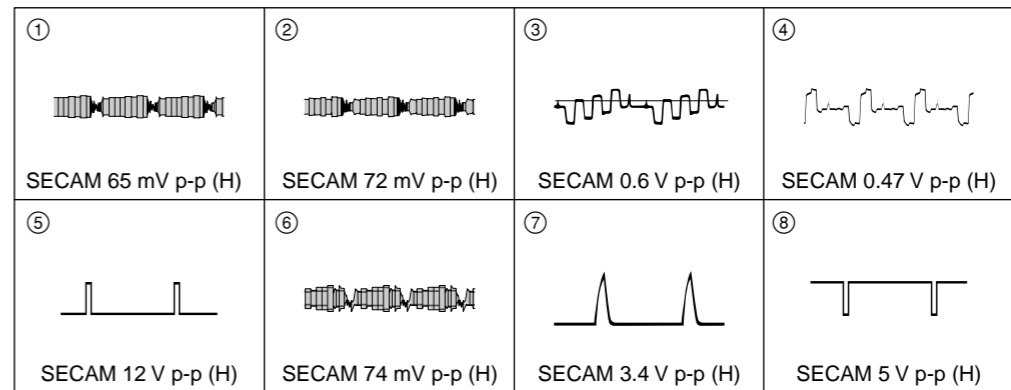 ① ② ③ ④
SECAM 65 mV p-p (H) SECAM 72 mV p-p (H) SECAM 0.6 V p-p (H) SECAM 0.47 V p-p (H)
⑤ ⑥ ⑦ ⑧
SECAM 12 V p-p (H) SECAM 74 mV p-p (H) SECAM 3.4 V p-p (H) SECAM 5 V p-p (H)